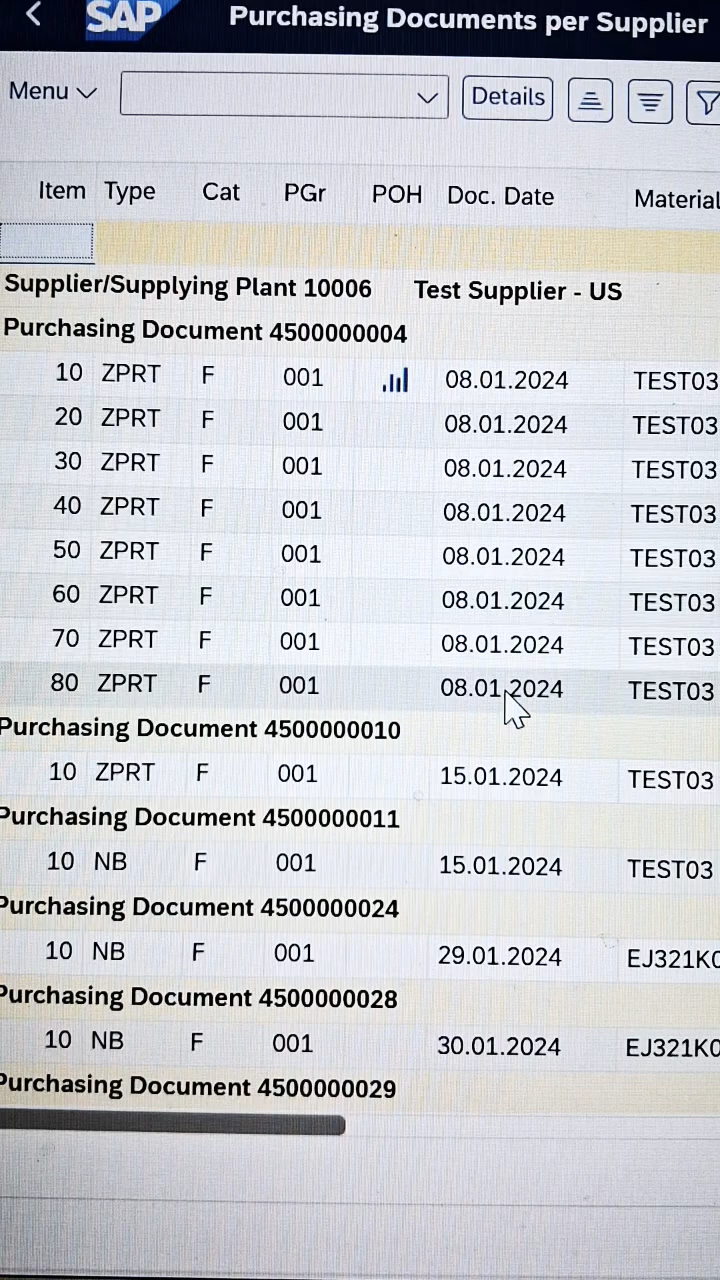 SAP Purchasing Documents per Supplier
Menu Details
Item Type Cat PGr POH Doc. Date Material
Supplier/Supplying Plant 10006 Test Supplier - US
Purchasing Document 4500000004
10 ZPRT F 001 08.01.2024 TEST03
20 ZPRT F 001 08.01.2024 TEST03
30 ZPRT F 001 08.01.2024 TEST03
40 ZPRT F 001 08.01.2024 TEST03
50 ZPRT F 001 08.01.2024 TEST03
60 ZPRT F 001 08.01.2024 TEST03
70 ZPRT F 001 08.01.2024 TEST03
80 ZPRT F 001 08.01.2024 TEST03
Purchasing Document 4500000010
10 ZPRT F 001 15.01.2024 TEST03
Purchasing Document 4500000011
10 NB F 001 15.01.2024 TEST03
Purchasing Document 4500000024
10 NB F 001 29.01.2024 EJ321K0
Purchasing Document 4500000028
10 NB F 001 30.01.2024 EJ321K0
Purchasing Document 4500000029